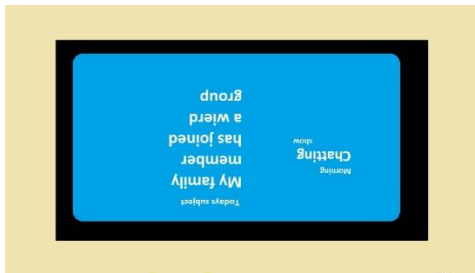 Morning
Chatting
show
Todays subject
My family
member
has joined
a wierd
group